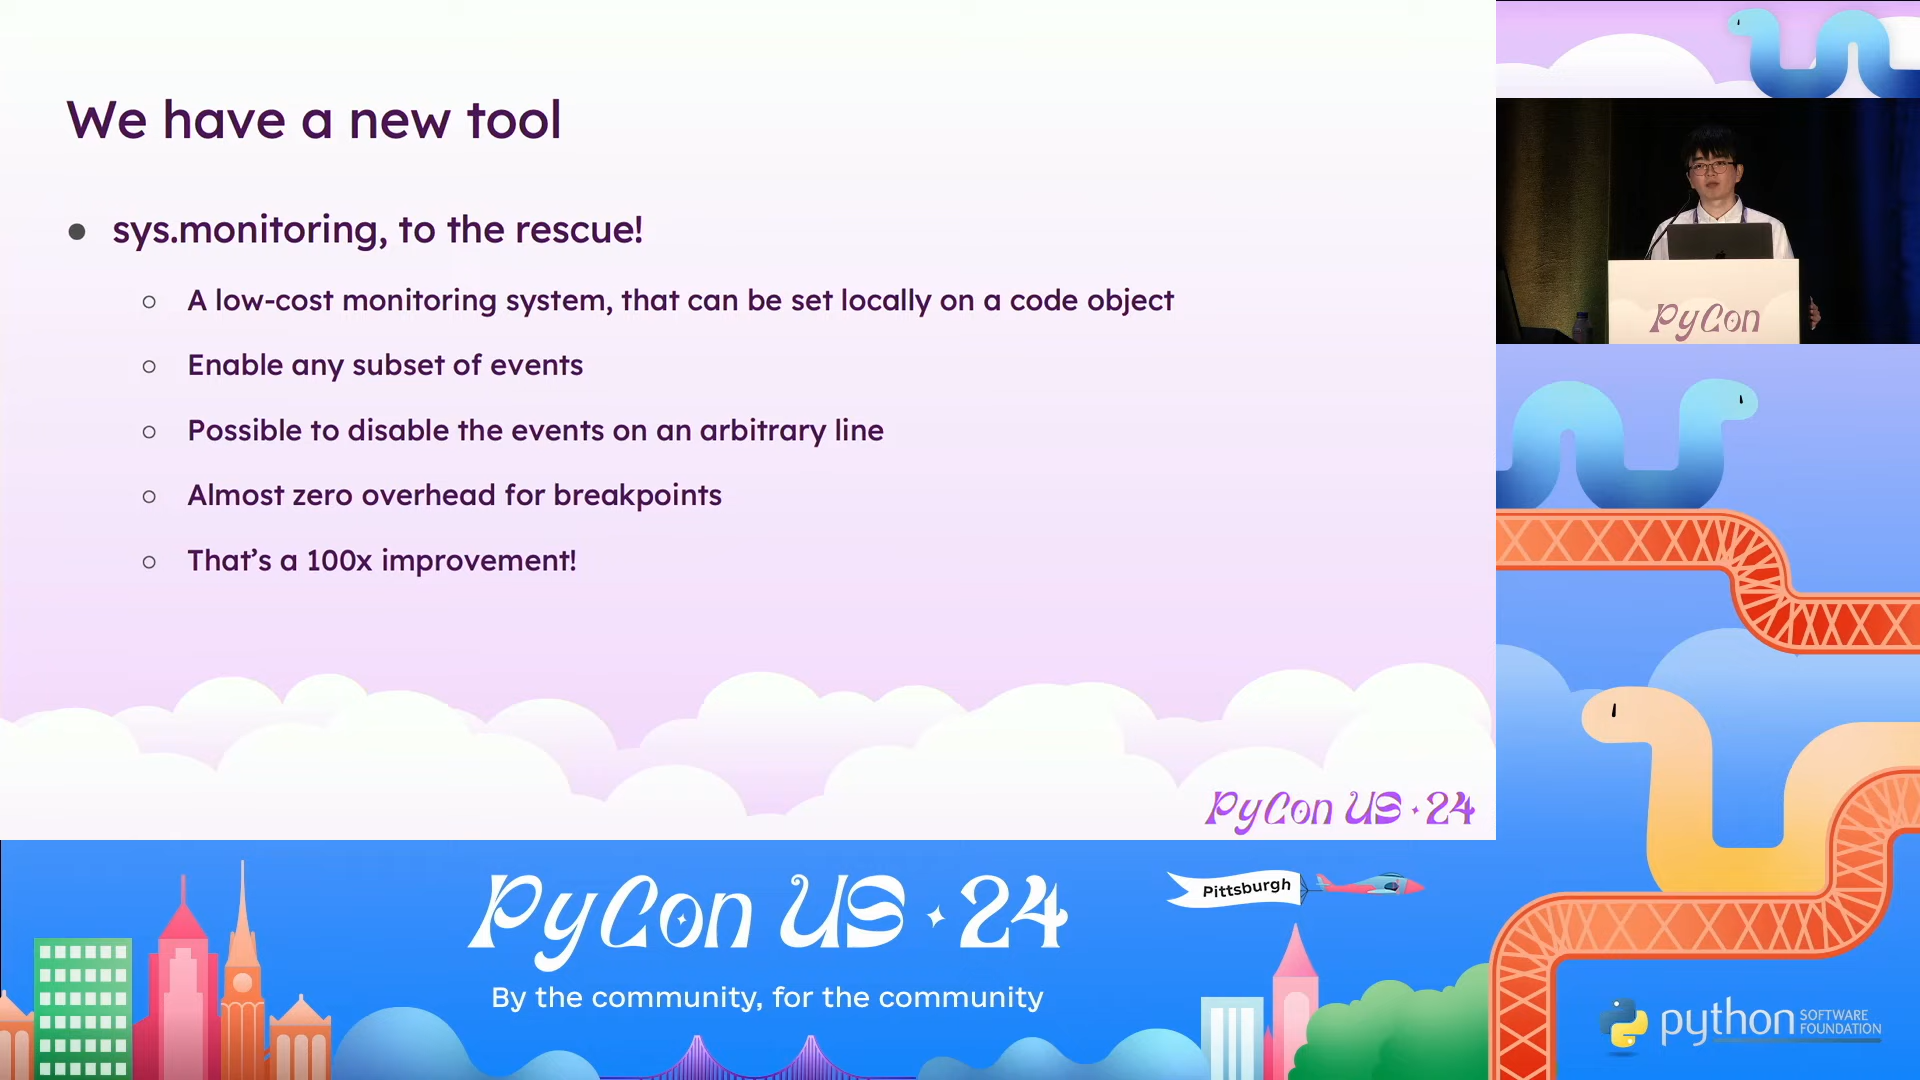 We have a new tool
● sys.monitoring, to the rescue!
○ A low-cost monitoring system, that can be set locally on a code object
○ Enable any subset of events
○ Possible to disable the events on an arbitrary line
○ Almost zero overhead for breakpoints
○ That’s a 100x improvement!
PyCon US · 24
PyCon
PyCon US · 24
By the community, for the community
Pittsburgh
python SOFTWARE
FOUNDATION